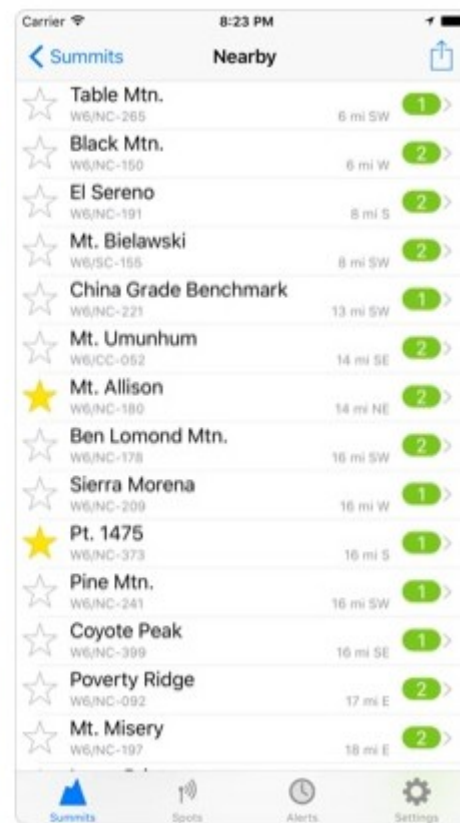 Carrier 8:23 PM
Summits Nearby
Table Mtn.
W6/NC-265 6 mi SW 1
Black Mtn.
W6/NC-150 6 mi W 2
El Sereno
W6/NC-191 8 mi S 2
Mt. Bielawski
W6/SC-155 8 mi SW 2
China Grade Benchmark
W6/NC-221 13 mi SW 1
Mt. Umunhum
W6/CC-052 14 mi SE 2
Mt. Allison
W6/NC-180 14 mi NE 2
Ben Lomond Mtn.
W6/NC-178 16 mi SW 2
Sierra Morena
W6/NC-209 16 mi W 1
Pt. 1475
W6/NC-373 16 mi S 1
Pine Mtn.
W6/NC-241 16 mi SW 1
Coyote Peak
W6/NC-399 16 mi SE 1
Poverty Ridge
W6/NC-092 17 mi E 2
Mt. Misery
W6/NC-197 18 mi E 2
Summits Spots Alerts Settings